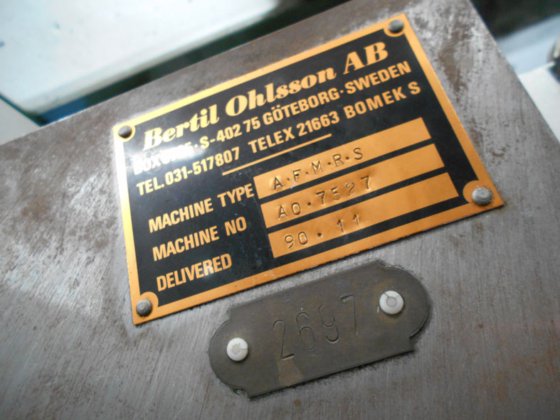 Bertil Ohlsson AB
S-402 75 GÖTEBORG · SWEDEN
TEL. 031-517807 TELEX 21663 BOMEK S
MACHINE TYPE A·F·M·R·S
MACHINE NO AO·7527
DELIVERED 90·11
2697